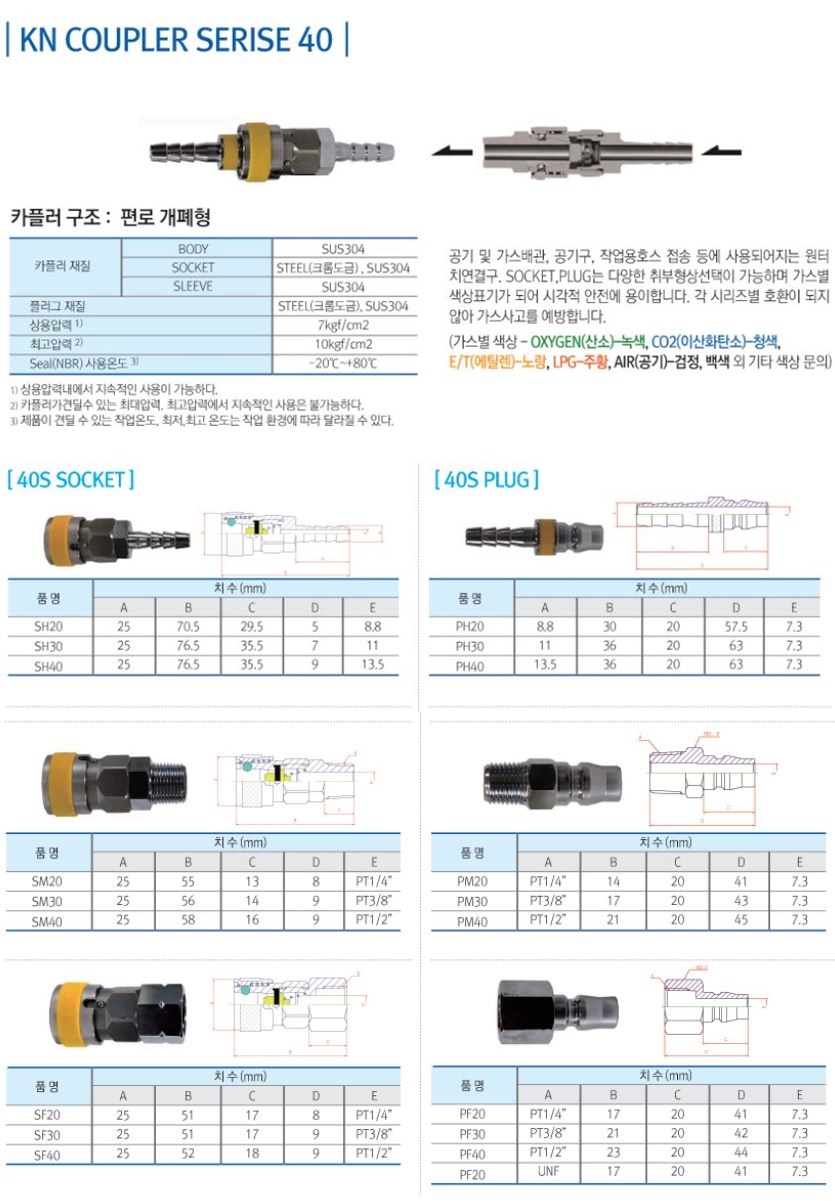 KN COUPLER SERISE 40
카플러 구조 : 편로 개폐형
카플러 재질 BODY SUS304
SOCKET STEEL(크롬도금) , SUS304
SLEEVE SUS304
플러그 재질 STEEL(크롬도금), SUS304
상용압력 1) 7kgf/cm2
최고압력 2) 10kgf/cm2
Seal(NBR) 사용온도 3) -20℃~+80℃
1) 상용압력내에서 지속적인 사용이 가능하다.
2) 카플러가견딜수 있는 최대압력. 최고압력에서 지속적인 사용은 불가능하다.
3) 제품이 견딜 수 있는 작업온도, 최저,최고 온도는 작업 환경에 따라 달라질 수 있다.
공기 및 가스배관, 공기구, 작업용호스 접송 등에 사용되어지는 원터
치연결구. SOCKET,PLUG는 다양한 취부형상선택이 가능하며 가스별
색상표기가 되어 시각적 안전에 용이합니다. 각 시리즈별 호환이 되지
않아 가스사고를 예방합니다.
(가스별 색상 - OXYGEN(산소)-녹색, CO2(이산화탄소)-청색,
E/T(에틸렌)-노랑, LPG-주황, AIR(공기)-검정, 백색 외 기타 색상 문의)
[ 40S SOCKET ]
품 명 치 수 (mm)
A B C D E
SH20 25 70.5 29.5 5 8.8
SH30 25 76.5 35.5 7 11
SH40 25 76.5 35.5 9 13.5
[ 40S PLUG ]
품 명 치 수 (mm)
A B C D E
PH20 8.8 30 20 57.5 7.3
PH30 11 36 20 63 7.3
PH40 13.5 36 20 63 7.3
품 명 치 수 (mm)
A B C D E
SM20 25 55 13 8 PT1/4"
SM30 25 56 14 9 PT3/8"
SM40 25 58 16 9 PT1/2"
품 명 치 수 (mm)
A B C D E
PM20 PT1/4" 14 20 41 7.3
PM30 PT3/8" 17 20 43 7.3
PM40 PT1/2" 21 20 45 7.3
품 명 치 수 (mm)
A B C D E
SF20 25 51 17 8 PT1/4"
SF30 25 51 17 9 PT3/8"
SF40 25 52 18 9 PT1/2"
품 명 치 수 (mm)
A B C D E
PF20 PT1/4" 17 20 41 7.3
PF30 PT3/8" 21 20 42 7.3
PF40 PT1/2" 23 20 44 7.3
PF20 UNF 17 20 41 7.3